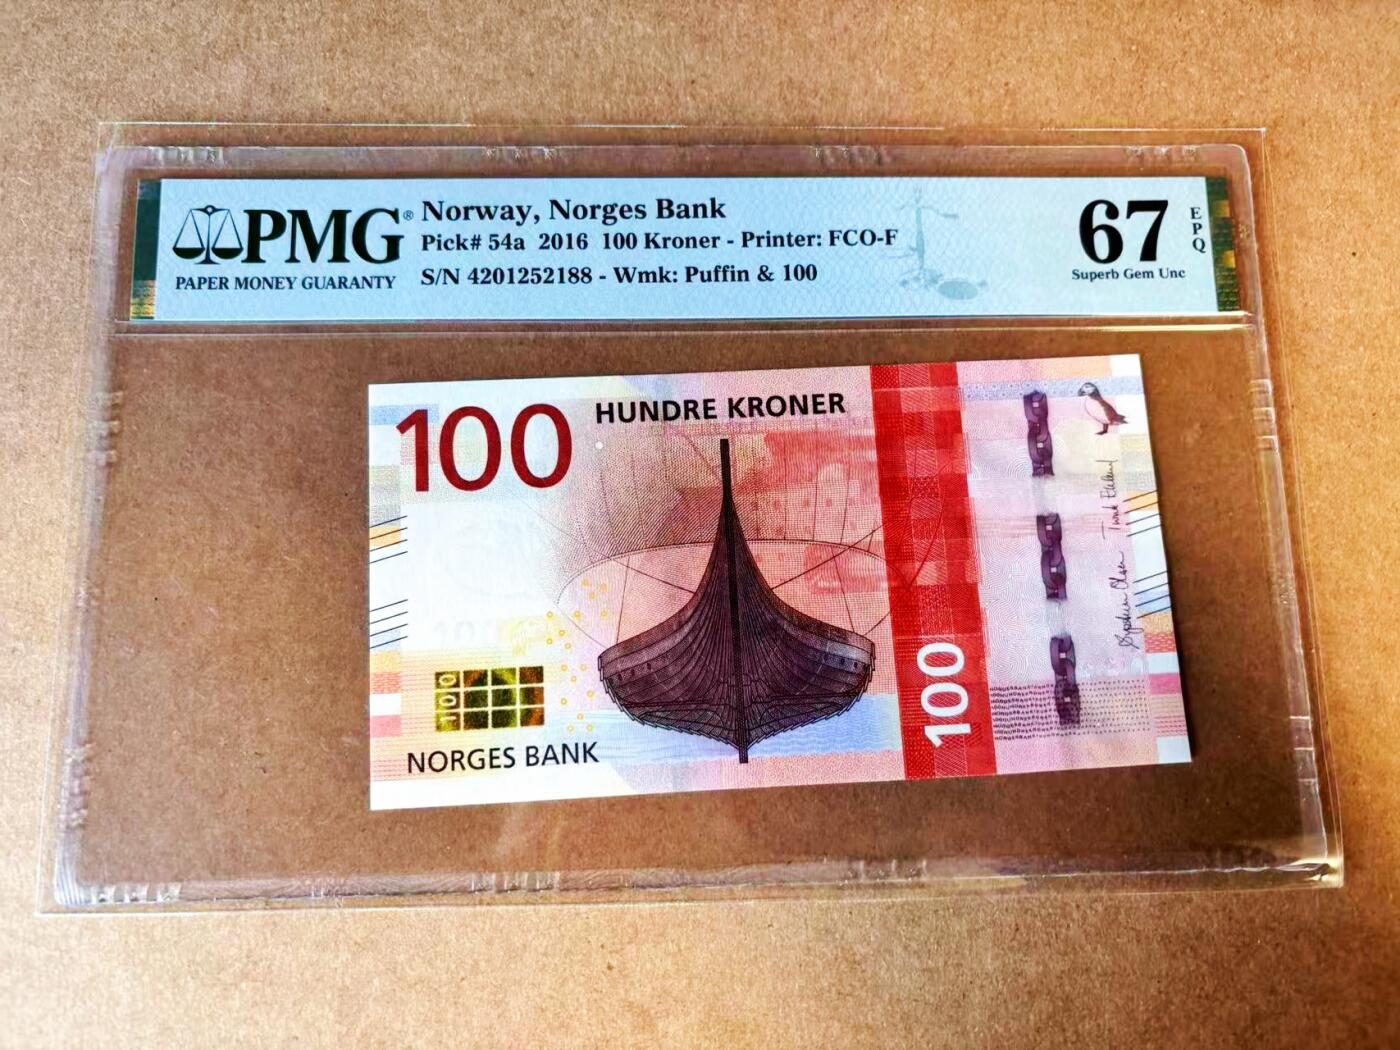 PMG®
PAPER MONEY GUARANTY
Norway, Norges Bank
Pick# 54a 2016 100 Kroner - Printer: FCO-F
S/N 4201252188 - Wmk: Puffin & 100
67
EPQ
Superb Gem Unc
100
HUNDRE KRONER
100
NORGES BANK
100